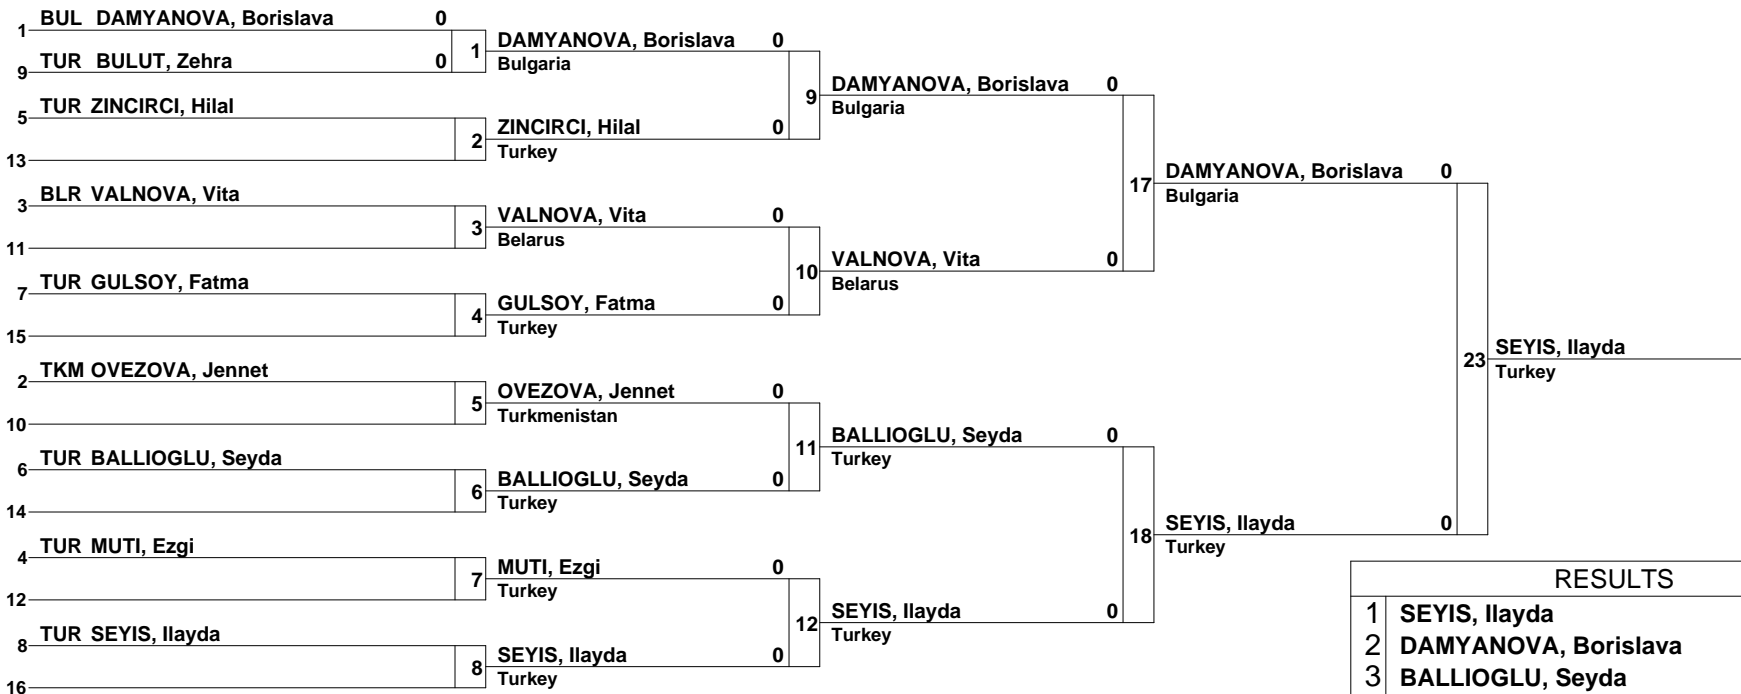 BUL DAMYANOVA, Borislava 0
1
TUR BULUT, Zehra 0
9
1
TUR ZINCIRCI, Hilal
5
13
2
BLR VALNOVA, Vita
3
11
3
TUR GULSOY, Fatma
7
15
4
TKM OVEZOVA, Jennet
2
10
5
TUR BALLIOGLU, Seyda
6
14
6
TUR MUTI, Ezgi
4
12
7
TUR SEYIS, Ilayda
8
16
8
DAMYANOVA, Borislava 0
Bulgaria
ZINCIRCI, Hilal 0
Turkey
9
VALNOVA, Vita 0
Belarus
GULSOY, Fatma 0
Turkey
10
OVEZOVA, Jennet 0
Turkmenistan
BALLIOGLU, Seyda 0
Turkey
11
MUTI, Ezgi 0
Turkey
SEYIS, Ilayda 0
Turkey
12
DAMYANOVA, Borislava 0
Bulgaria
VALNOVA, Vita 0
Belarus
17
BALLIOGLU, Seyda 0
Turkey
SEYIS, Ilayda 0
Turkey
18
DAMYANOVA, Borislava 0
Bulgaria
SEYIS, Ilayda 0
Turkey
23
SEYIS, Ilayda
Turkey
RESULTS
1 SEYIS, Ilayda
2 DAMYANOVA, Borislava
3 BALLIOGLU, Seyda